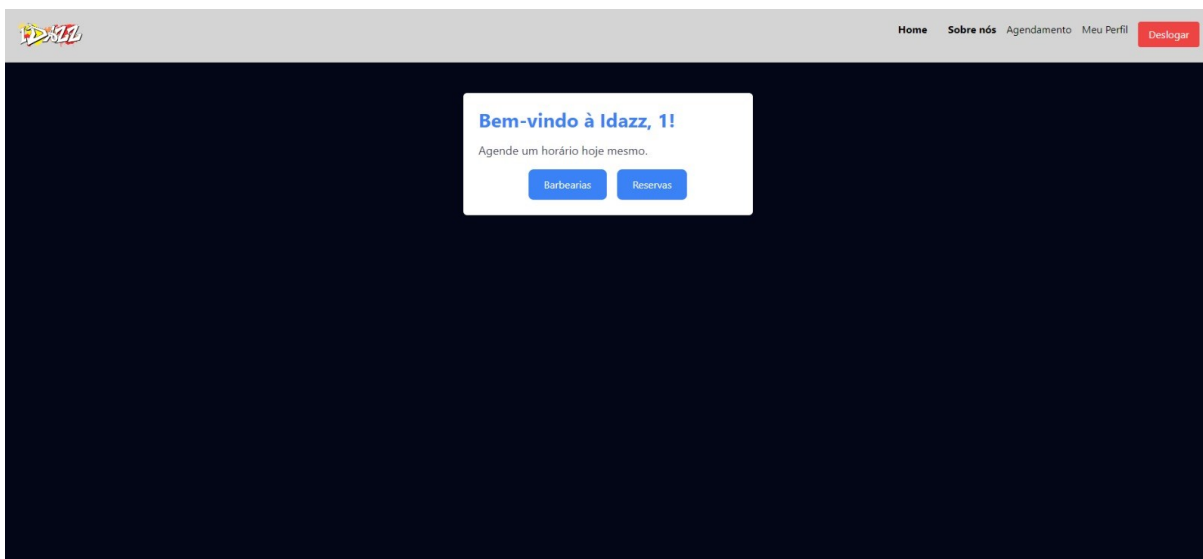 IDAZZ
Home Sobre nós Agendamento Meu Perfil Deslogar
Bem-vindo à Idazz, 1!
Agende um horário hoje mesmo.
Barbearias Reservas